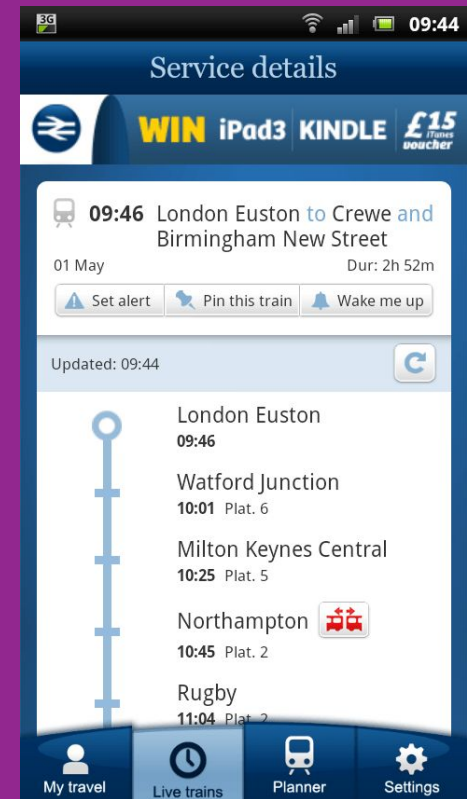 3G 09:44
Service details
WIN iPad3 KINDLE £15 iTunes voucher
09:46 London Euston to Crewe and
Birmingham New Street
01 May Dur: 2h 52m
Set alert Pin this train Wake me up
Updated: 09:44
London Euston
09:46
Watford Junction
10:01 Plat. 6
Milton Keynes Central
10:25 Plat. 5
Northampton
10:45 Plat. 2
Rugby
11:04 Plat. 2
My travel Live trains Planner Settings